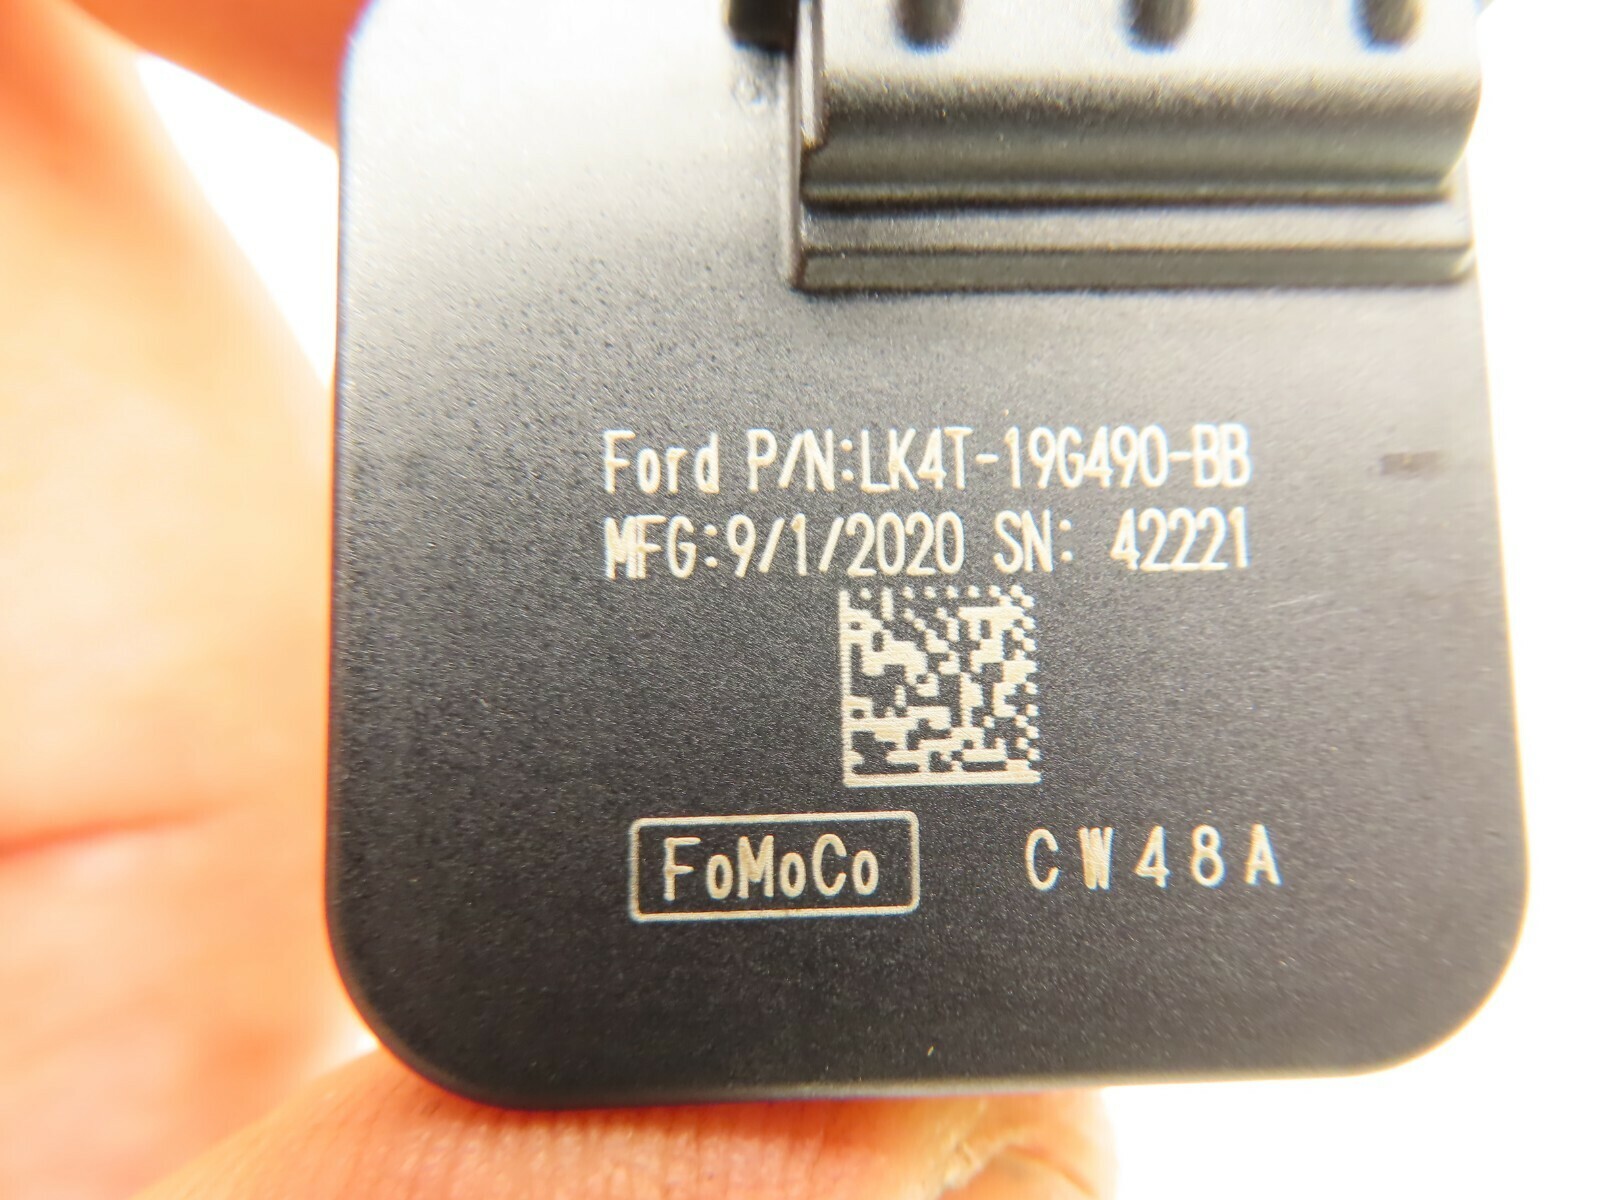 Ford P/N:LK4T-19G490-BB
MFG:9/1/2020 SN: 42221
FoMoCo CW48A